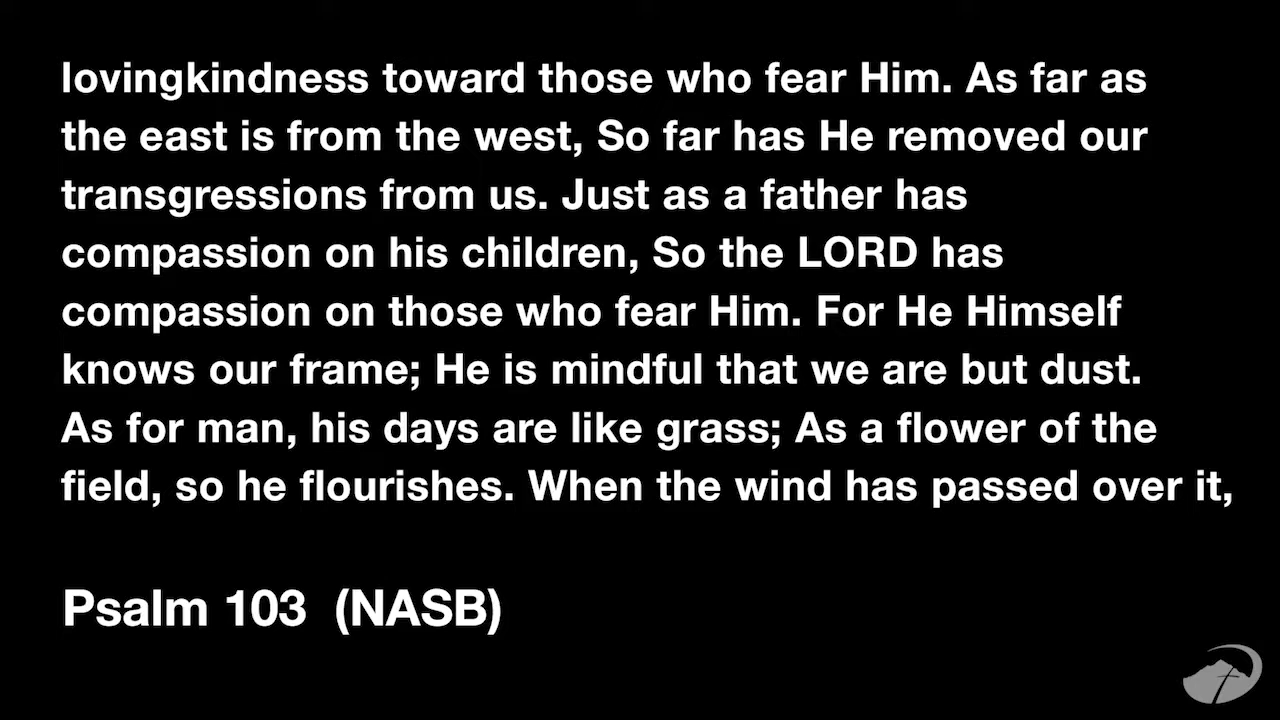 lovingkindness toward those who fear Him. As far as
the east is from the west, So far has He removed our
transgressions from us. Just as a father has
compassion on his children, So the LORD has
compassion on those who fear Him. For He Himself
knows our frame; He is mindful that we are but dust.
As for man, his days are like grass; As a flower of the
field, so he flourishes. When the wind has passed over it,
Psalm 103  (NASB)